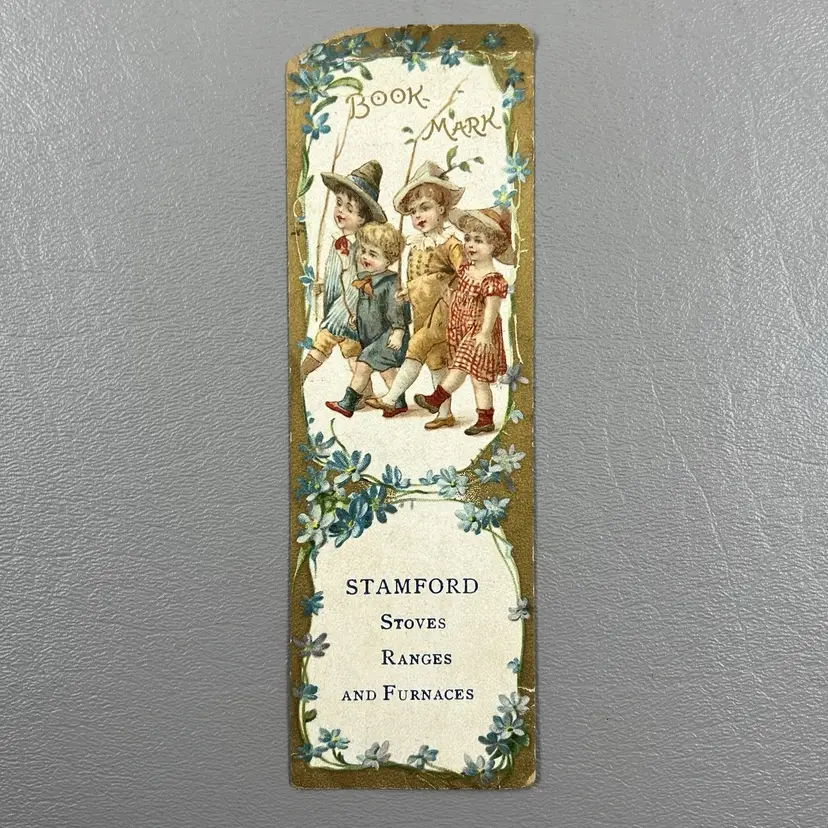 BOOK-
MARK
STAMFORD
STOVES
RANGES
AND FURNACES